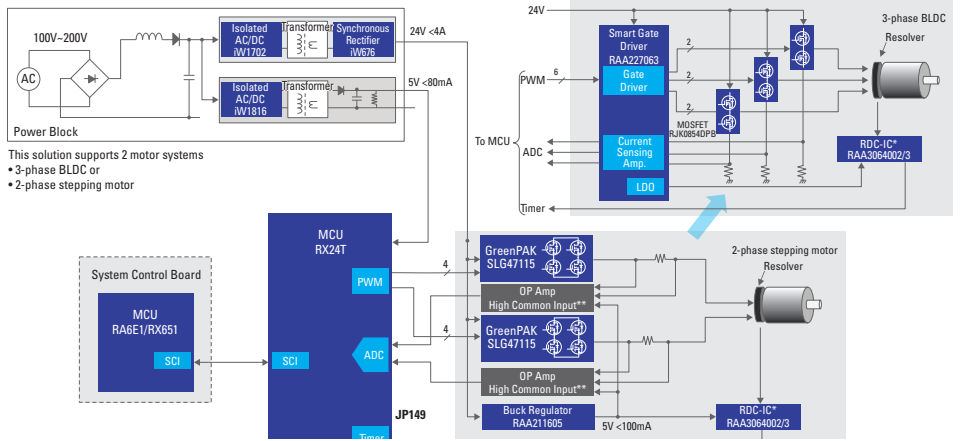 100V~200V
AC
Isolated
AC/DC
iW1702
Transformer
Synchronous
Rectifier
iW676
24V <4A
Isolated
AC/DC
iW1816
Transformer
5V <80mA
Power Block
This solution supports 2 motor systems
• 3-phase BLDC or
• 2-phase stepping motor
24V
Smart Gate
Driver
RAA227063
Gate
Driver
Current
Sensing
Amp.
LDO
PWM
6
To MCU
ADC
Timer
2
2
2
MOSFET
RJK0854DPB
3-phase BLDC
Resolver
RDC-IC*
RAA3064002/3
System Control Board
MCU
RA6E1/RX651
SCI
MCU
RX24T
PWM
SCI
ADC
Timer
JP149
4
4
GreenPAK
SLG47115
OP Amp
High Common Input**
GreenPAK
SLG47115
OP Amp
High Common Input**
Buck Regulator
RAA211605
5V <100mA
2-phase stepping motor
Resolver
RDC-IC*
RAA3064002/3